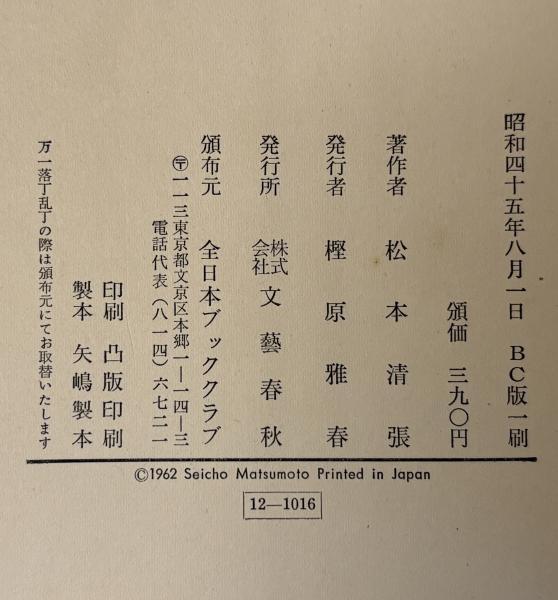 昭和四十五年八月一日　BC版一刷
頒価　三九〇円
著作者　松本清張
発行者　樫原雅春
発行所　株式会社　文藝春秋
頒布元　全日本ブッククラブ
〶一一三東京都文京区本郷一―一四―三
電話代表（八一四）六七二一
印刷　凸版印刷
製本　矢嶋製本
万一落丁乱丁の際は頒布元にてお取替いたします
©1962 Seicho Matsumoto Printed in Japan
12―1016